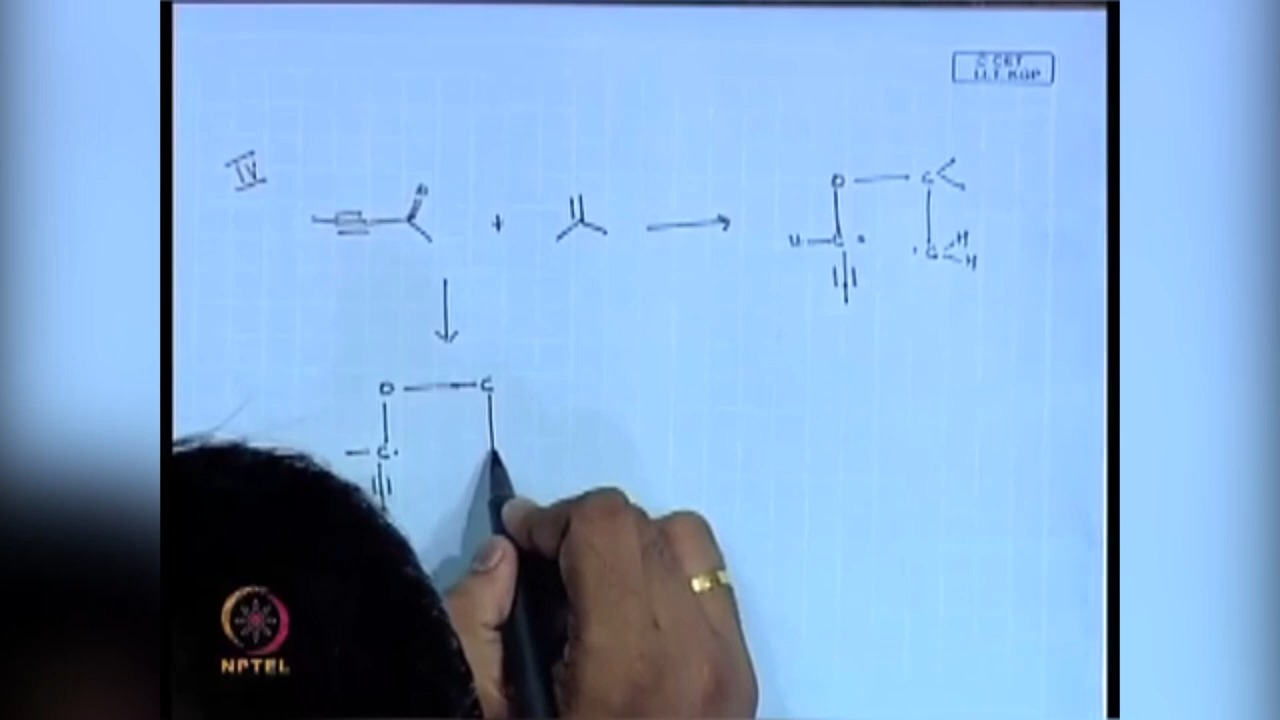 © CET
I.I.T. KGP
IV
O
+
O C
H C · · C H
H
O C
C ·
NPTEL